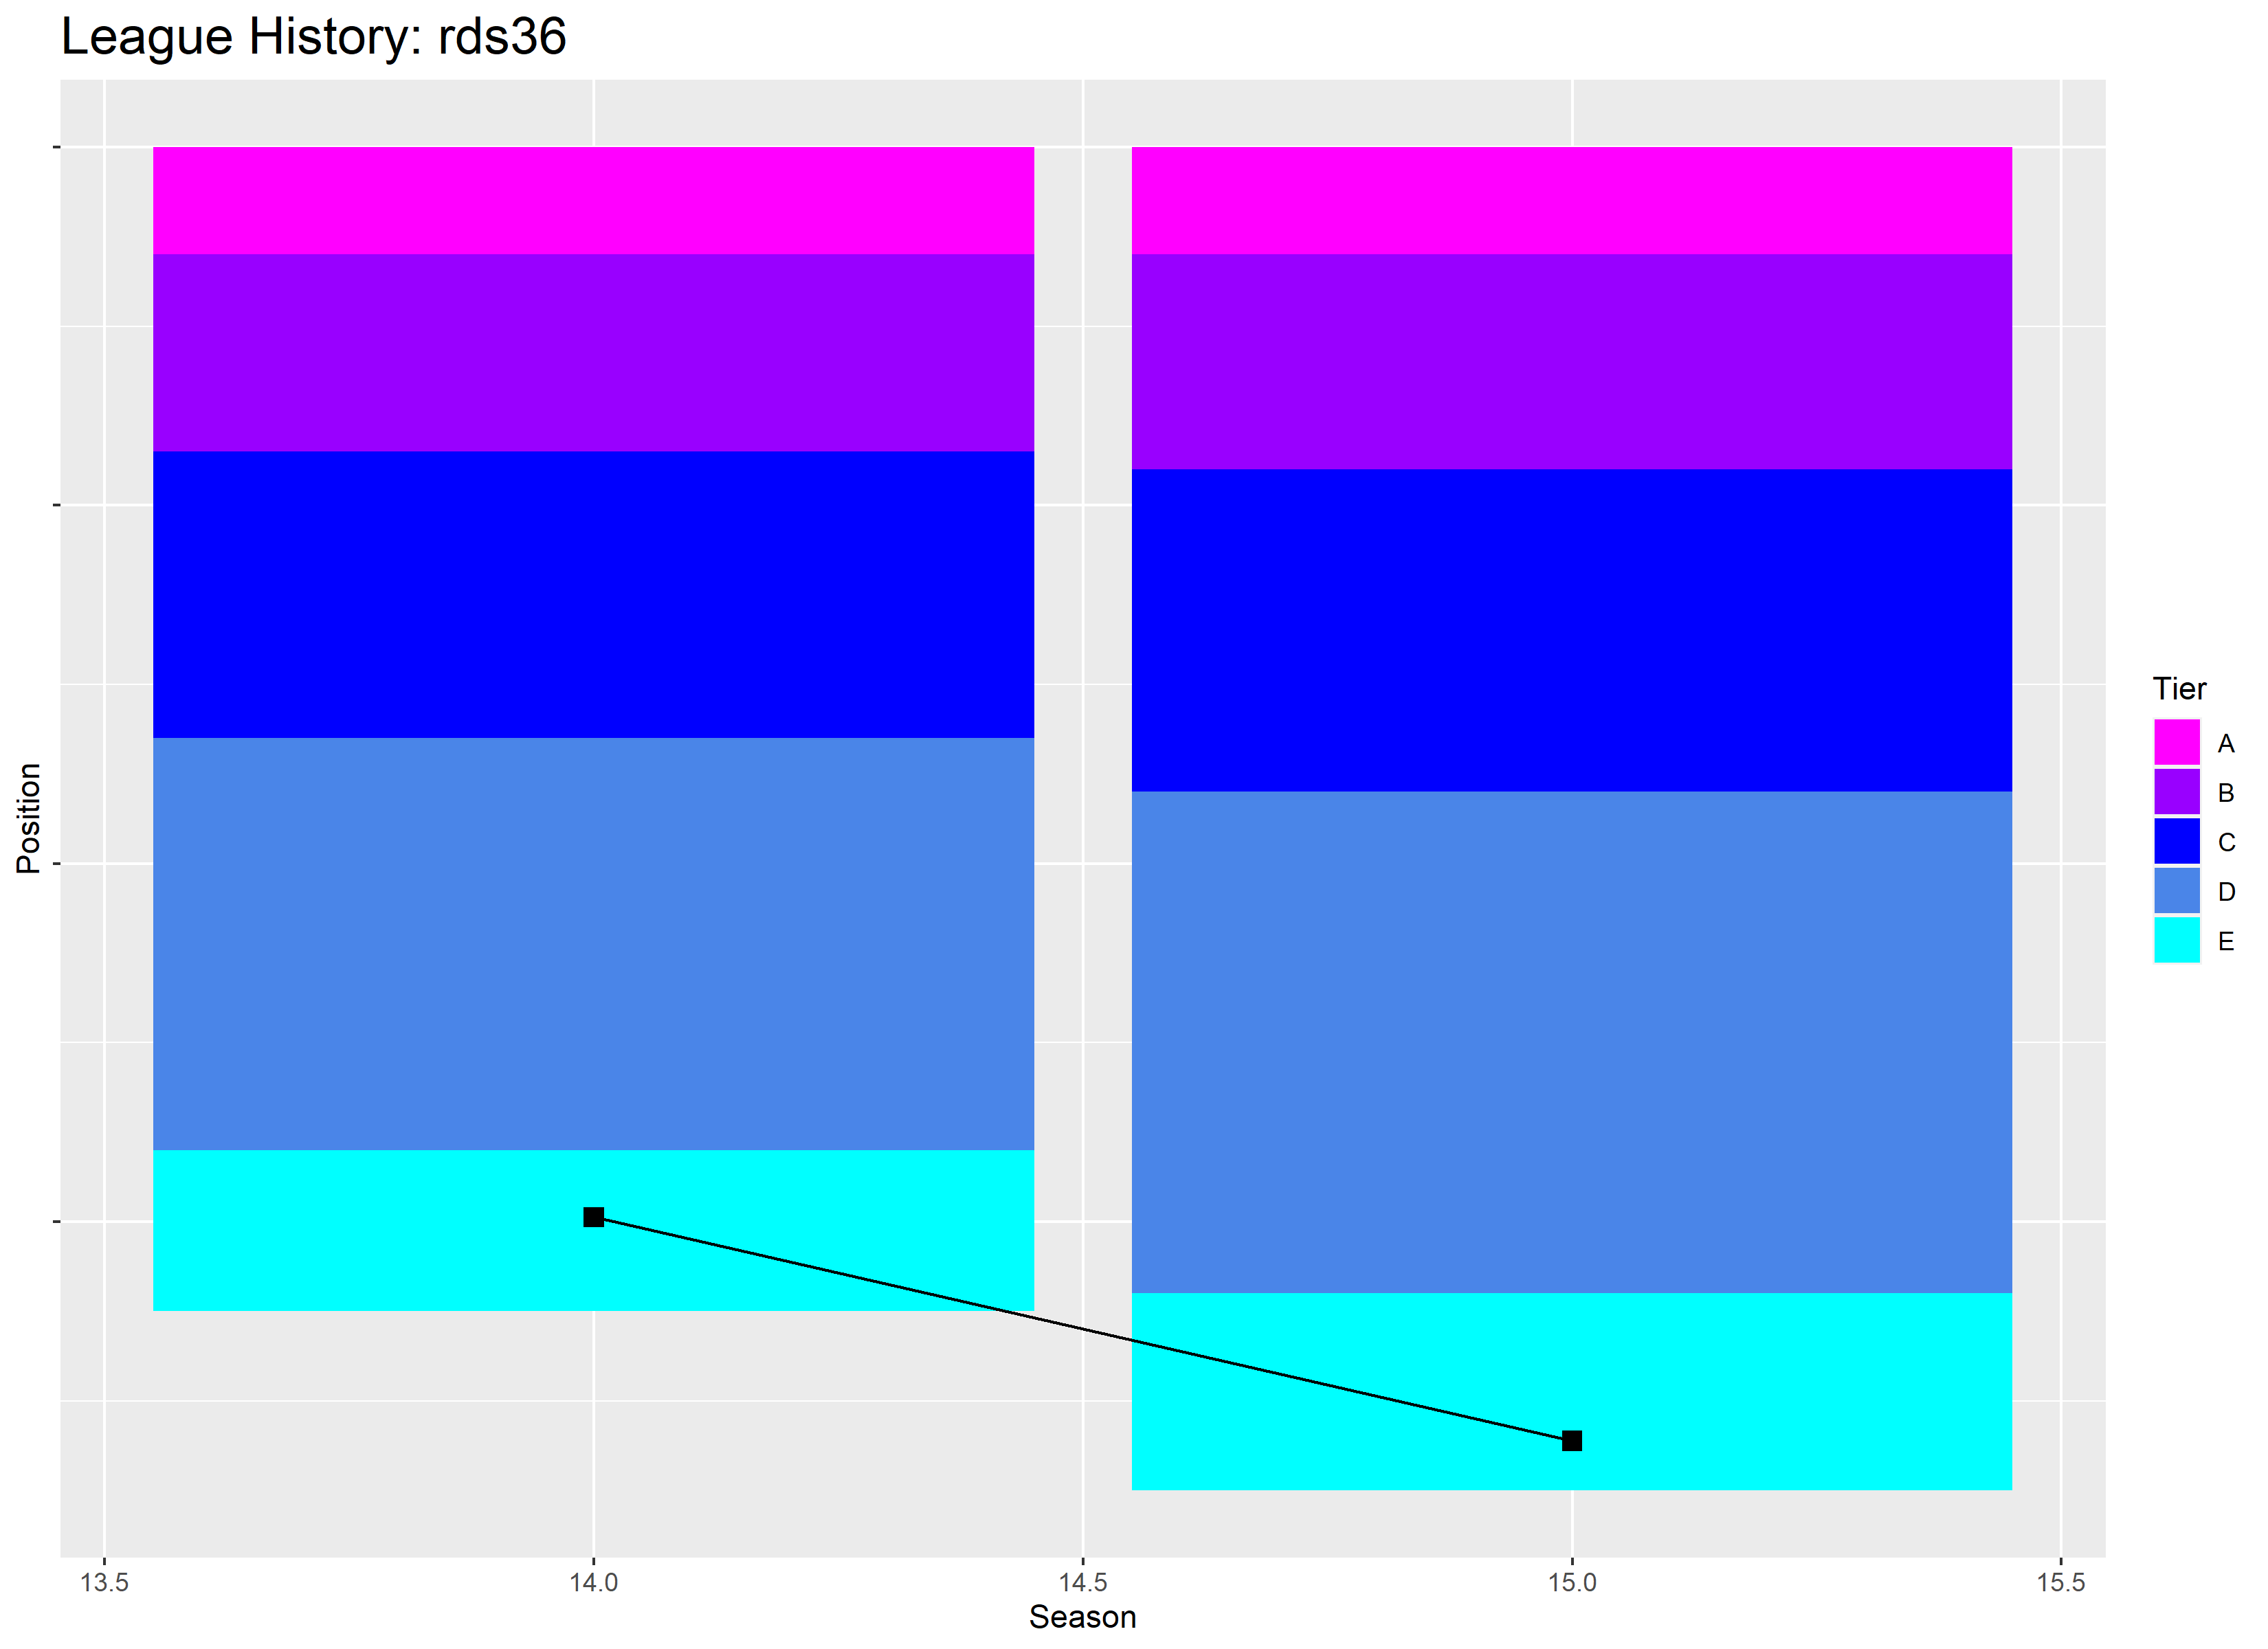 League History: rds36
Position
Tier
A
B
C
D
E
13.5 14.0 14.5 15.0 15.5
Season